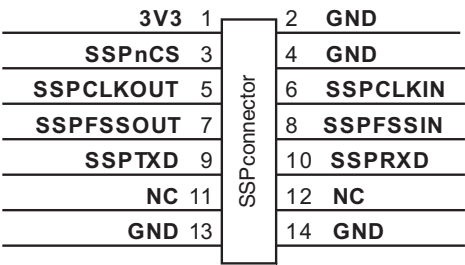 3V3 1 2 GND
SSPnCS 3 4 GND
SSPCLKOUT 5 6 SSPCLKIN
SSPFSSOUT 7 8 SSPFSSIN
SSPTXD 9 10 SSPRXD
NC 11 12 NC
GND 13 14 GND
SSPconnector